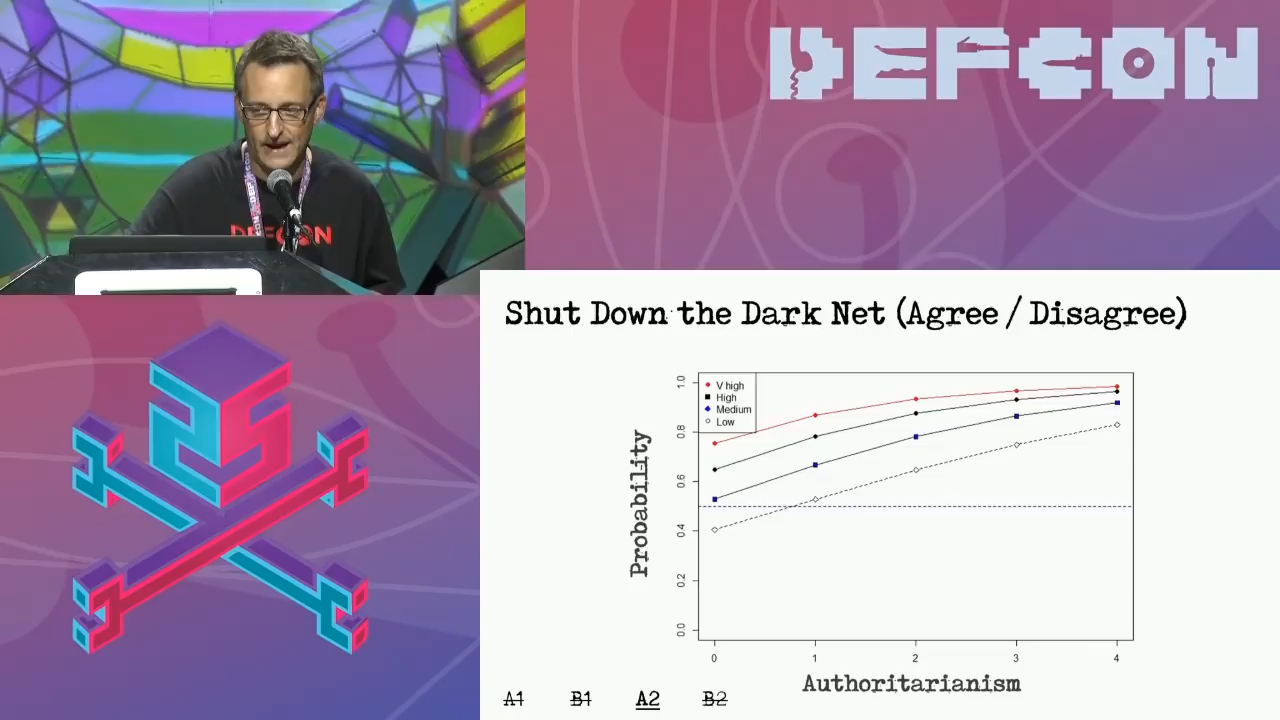 DEFCON
DEFCON
25
Shut Down the Dark Net (Agree / Disagree)
V high
High
Medium
Low
1.0
0.8
0.6
0.4
0.2
0.0
Probability
0 1 2 3 4
Authoritarianism
A1 B1 A2 B2